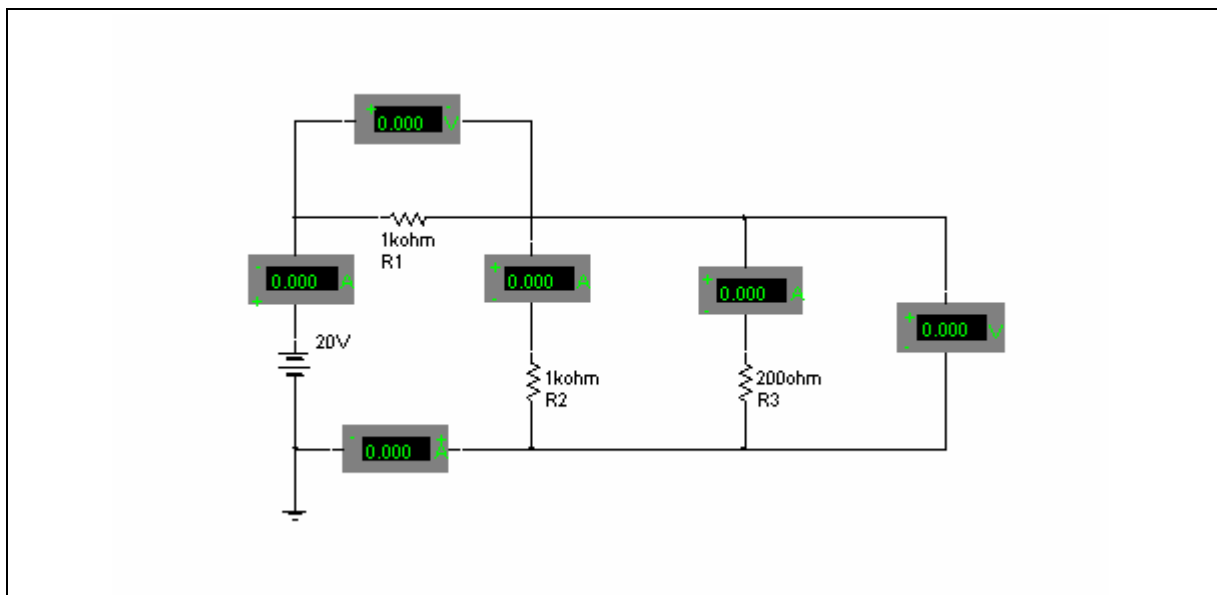 + -
0.000 V
1kohm
R1
-
0.000 A
+
+
0.000 A
-
+
0.000 A
-
+
0.000 V
-
20V
1kohm
R2
200ohm
R3
- +
0.000 A